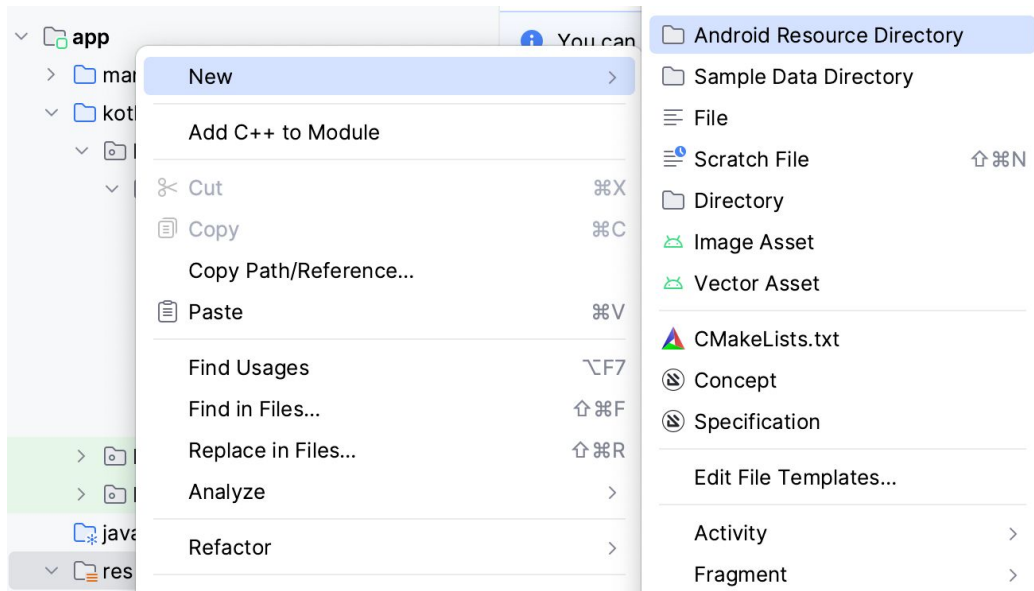 app
You can
New
Add C++ to Module
Cut ⌘X
Copy ⌘C
Copy Path/Reference...
Paste ⌘V
Find Usages ⌥F7
Find in Files... ⇧⌘F
Replace in Files... ⇧⌘R
Analyze
Refactor
res
Android Resource Directory
Sample Data Directory
File
Scratch File ⇧⌘N
Directory
Image Asset
Vector Asset
CMakeLists.txt
Concept
Specification
Edit File Templates...
Activity
Fragment